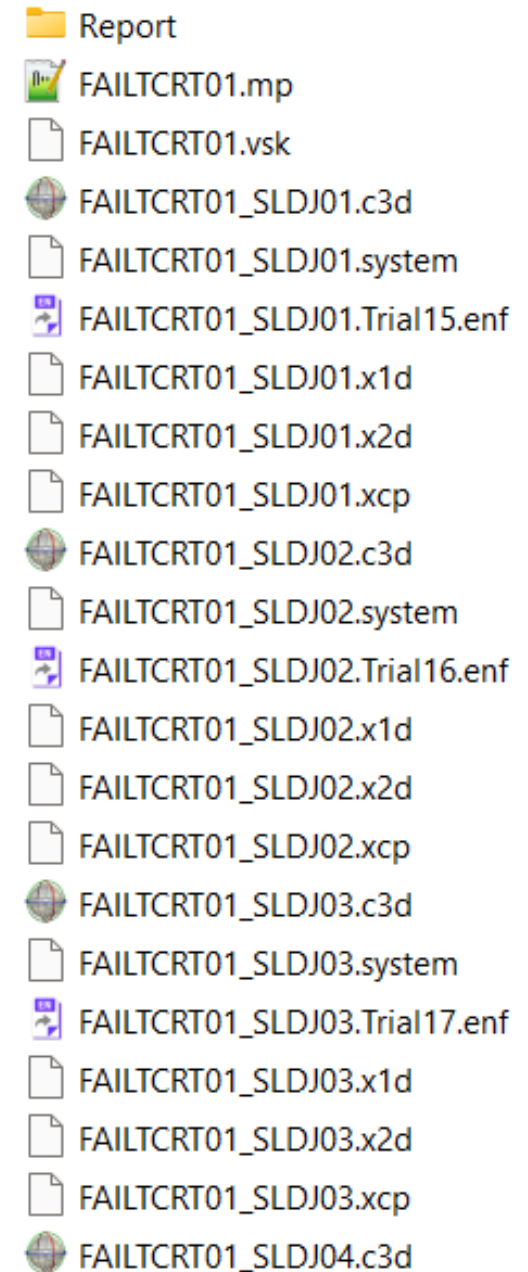 Report
FAILTCRT01.mp
FAILTCRT01.vsk
FAILTCRT01_SLDJ01.c3d
FAILTCRT01_SLDJ01.system
FAILTCRT01_SLDJ01.Trial15.enf
FAILTCRT01_SLDJ01.x1d
FAILTCRT01_SLDJ01.x2d
FAILTCRT01_SLDJ01.xcp
FAILTCRT01_SLDJ02.c3d
FAILTCRT01_SLDJ02.system
FAILTCRT01_SLDJ02.Trial16.enf
FAILTCRT01_SLDJ02.x1d
FAILTCRT01_SLDJ02.x2d
FAILTCRT01_SLDJ02.xcp
FAILTCRT01_SLDJ03.c3d
FAILTCRT01_SLDJ03.system
FAILTCRT01_SLDJ03.Trial17.enf
FAILTCRT01_SLDJ03.x1d
FAILTCRT01_SLDJ03.x2d
FAILTCRT01_SLDJ03.xcp
FAILTCRT01_SLDJ04.c3d